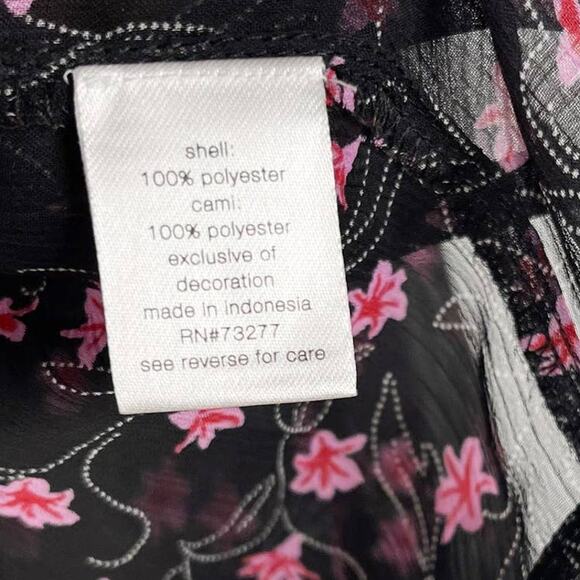 shell:
100% polyester
cami:
100% polyester
exclusive of
decoration
made in indonesia
RN#73277
see reverse for care